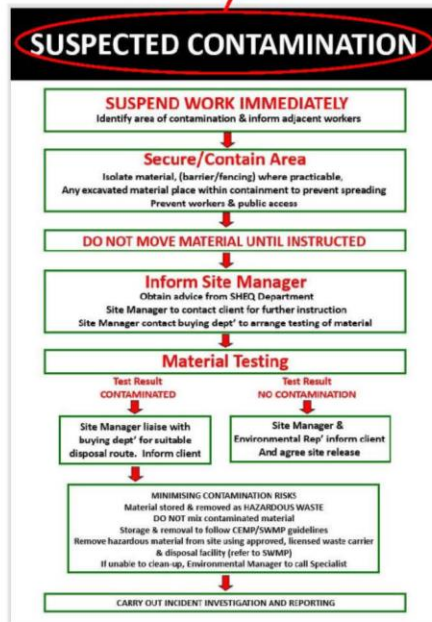 SUSPECTED CONTAMINATION
SUSPEND WORK IMMEDIATELY
Identify area of contamination & inform adjacent workers
Secure/Contain Area
Isolate material, (barrier/fencing) where practicable,
Any excavated material place within containment to prevent spreading
Prevent workers & public access
DO NOT MOVE MATERIAL UNTIL INSTRUCTED
Inform Site Manager
Obtain advice from SHEQ Department
Site Manager to contact client for further instruction
Site Manager contact buying dept' to arrange testing of material
Material Testing
Test Result
CONTAMINATED
Test Result
NO CONTAMINATION
Site Manager liaise with
buying dept' for suitable
disposal route. Inform client
Site Manager &
Environmental Rep' inform client
And agree site release
MINIMISING CONTAMINATION RISKS
Material stored & removed as HAZARDOUS WASTE
DO NOT mix contaminated material
Storage & removal to follow CEMP/SWMP guidelines
Remove hazardous material from site using approved, licensed waste carrier
& disposal facility (refer to SWMP)
If unable to clean-up, Environmental Manager to call Specialist
CARRY OUT INCIDENT INVESTIGATION AND REPORTING